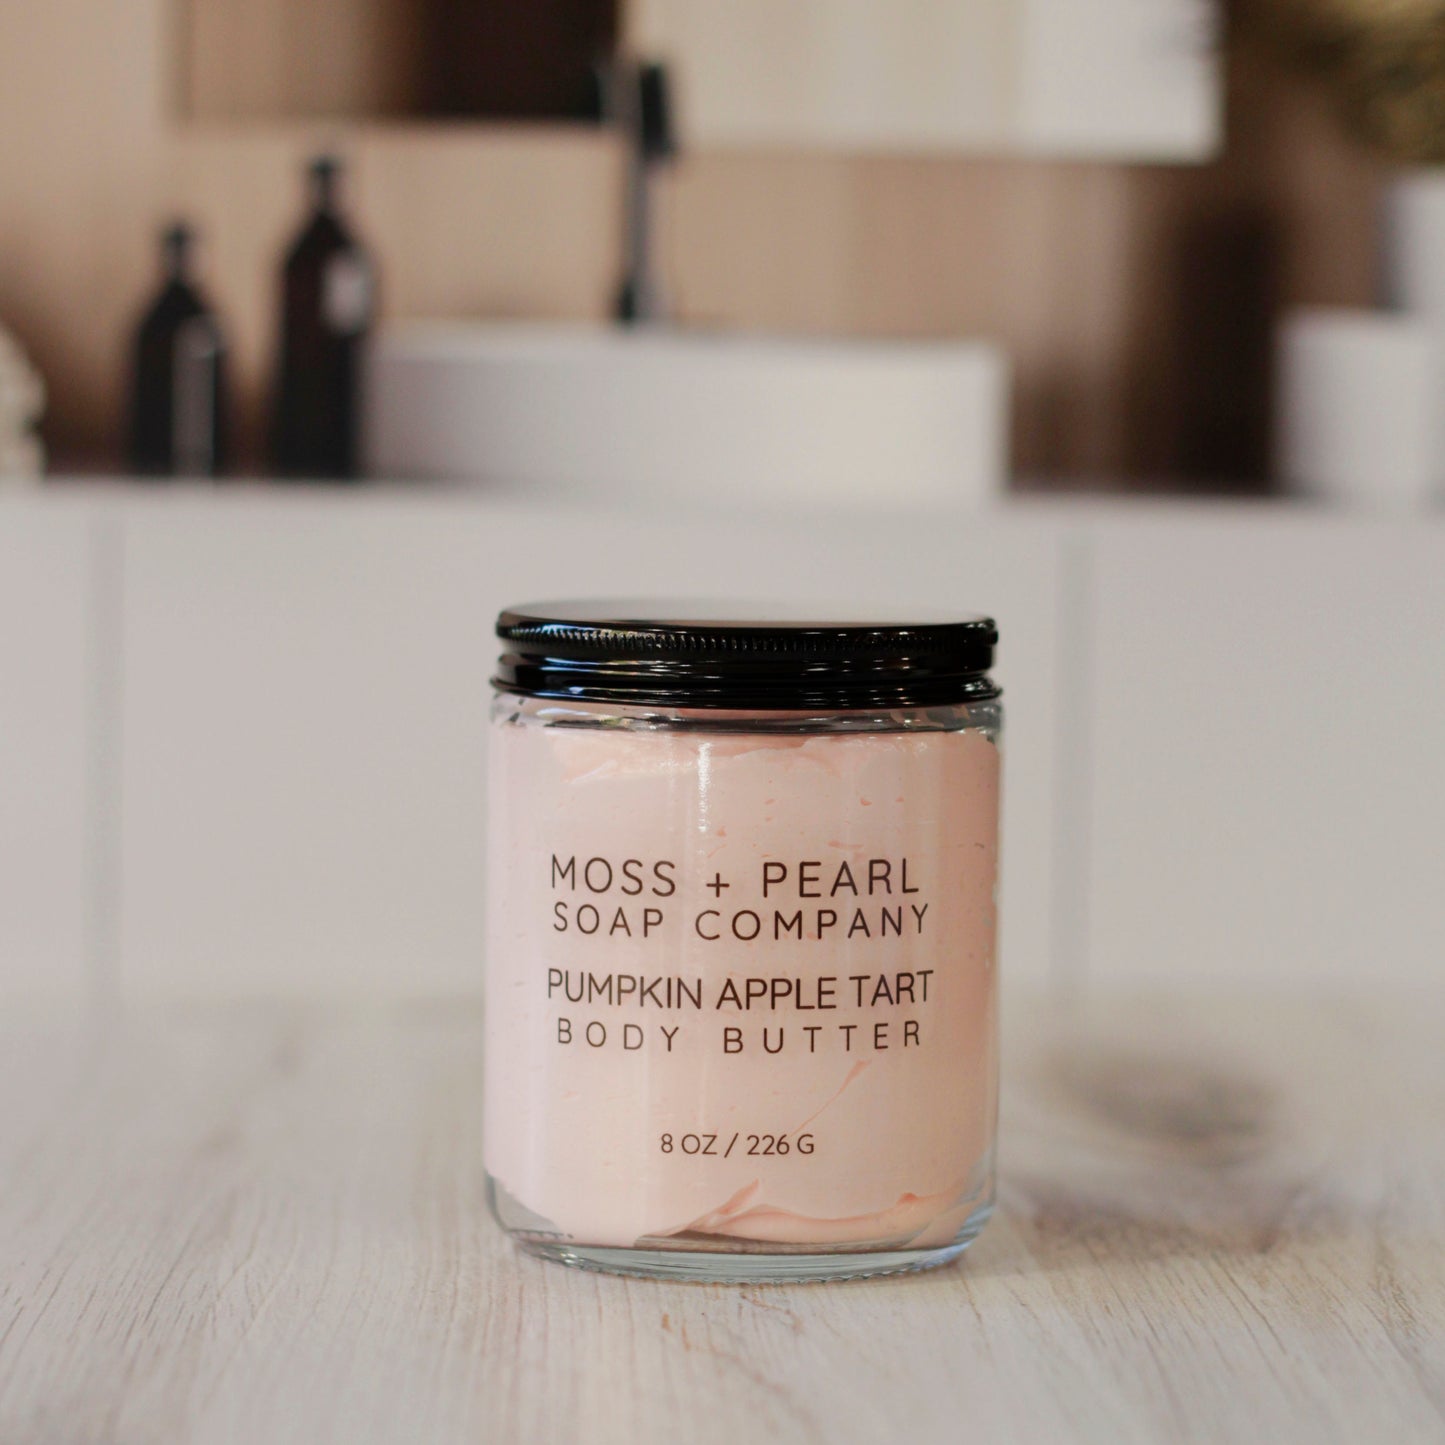 MOSS + PEARL
SOAP COMPANY
PUMPKIN APPLE TART
BODY BUTTER
8 OZ / 226 G